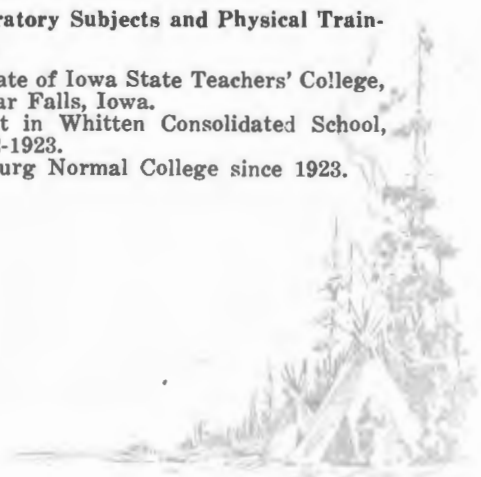 ratory Subjects and Physical Train-
ate of Iowa State Teachers' College,
ar Falls, Iowa.
t in Whitten Consolidated School,
-1923.
urg Normal College since 1923.